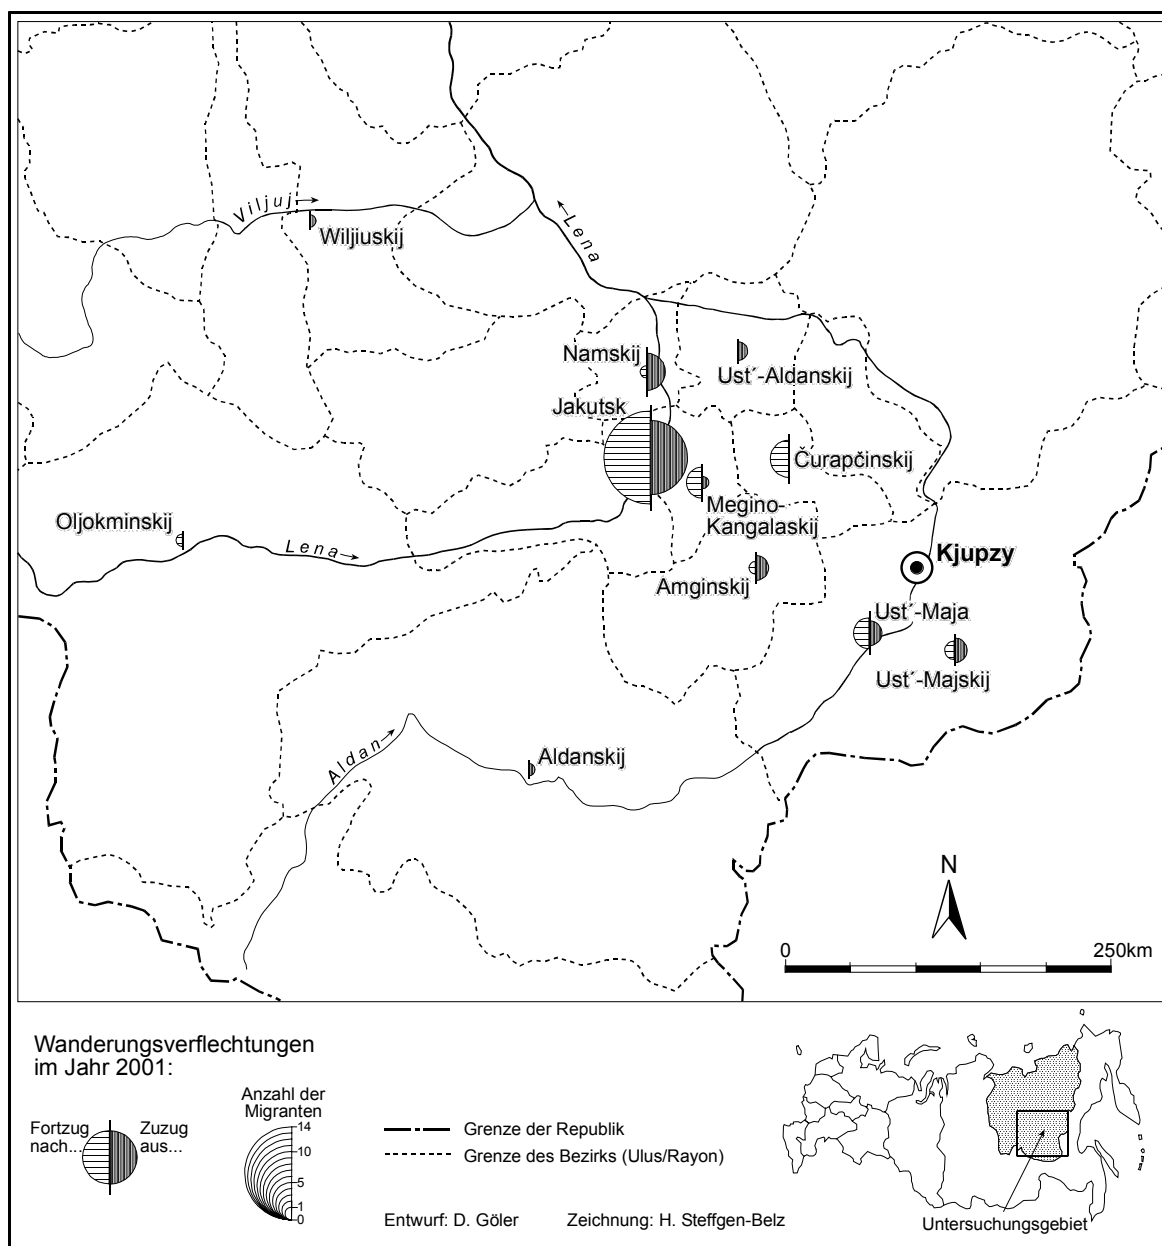 Viljuj
Wiljiuskij
Lena
Namskij
Ust´-Aldanskij
Jakutsk
Čurapčinskij
Megino-
Kangalaskij
Oljokminskij
Lena
Amginskij
Kjupzy
Ust´-Maja
Ust´-Majskij
Aldan
Aldanskij
N
0
250km
Wanderungsverflechtungen
im Jahr 2001:
Fortzug
nach...
Zuzug
aus...
Anzahl der
Migranten
14
10
5
1
0
Grenze der Republik
Grenze des Bezirks (Ulus/Rayon)
Entwurf: D. Göler
Zeichnung: H. Steffgen-Belz
Untersuchungsgebiet